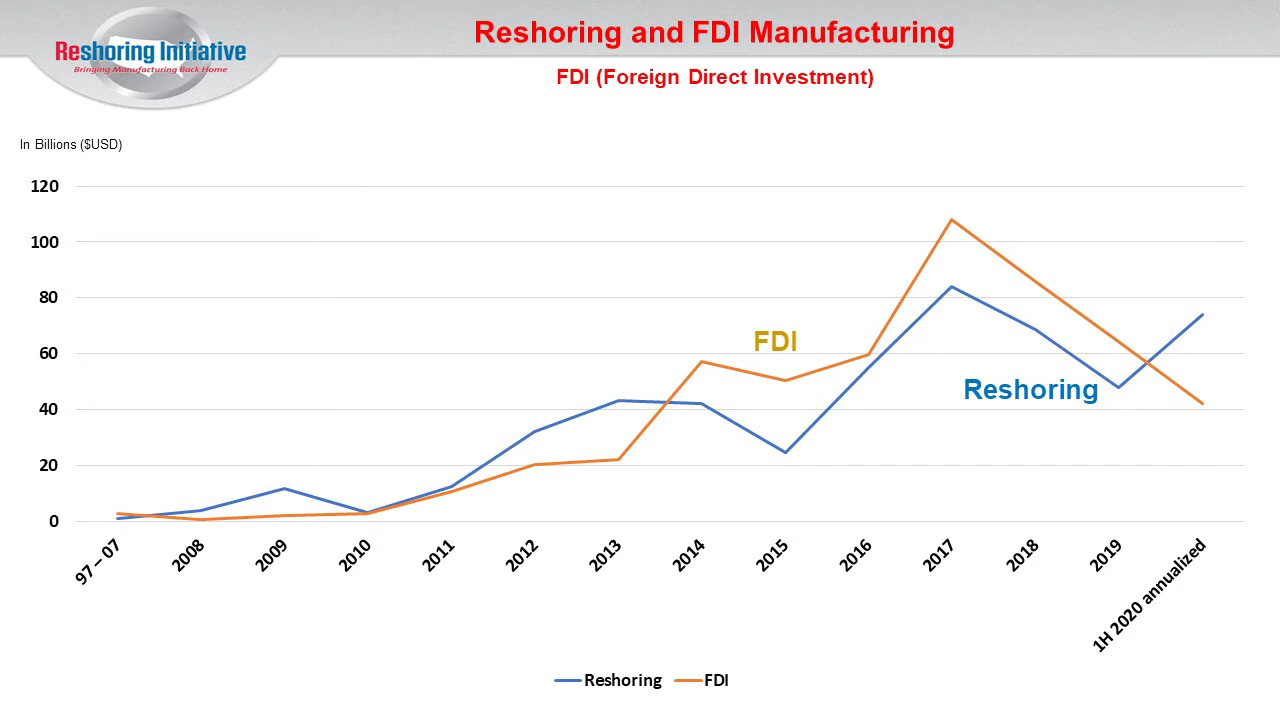 Reshoring and FDI Manufacturing
Reshoring Initiative
Bringing Manufacturing Back Home
FDI (Foreign Direct Investment)
In Billions ($USD)
120
100
80
60
40
20
0
FDI
Reshoring
97 – 07
2008
2009
2010
2011
2012
2013
2014
2015
2016
2017
2018
2019
1H 2020 annualized
Reshoring
FDI